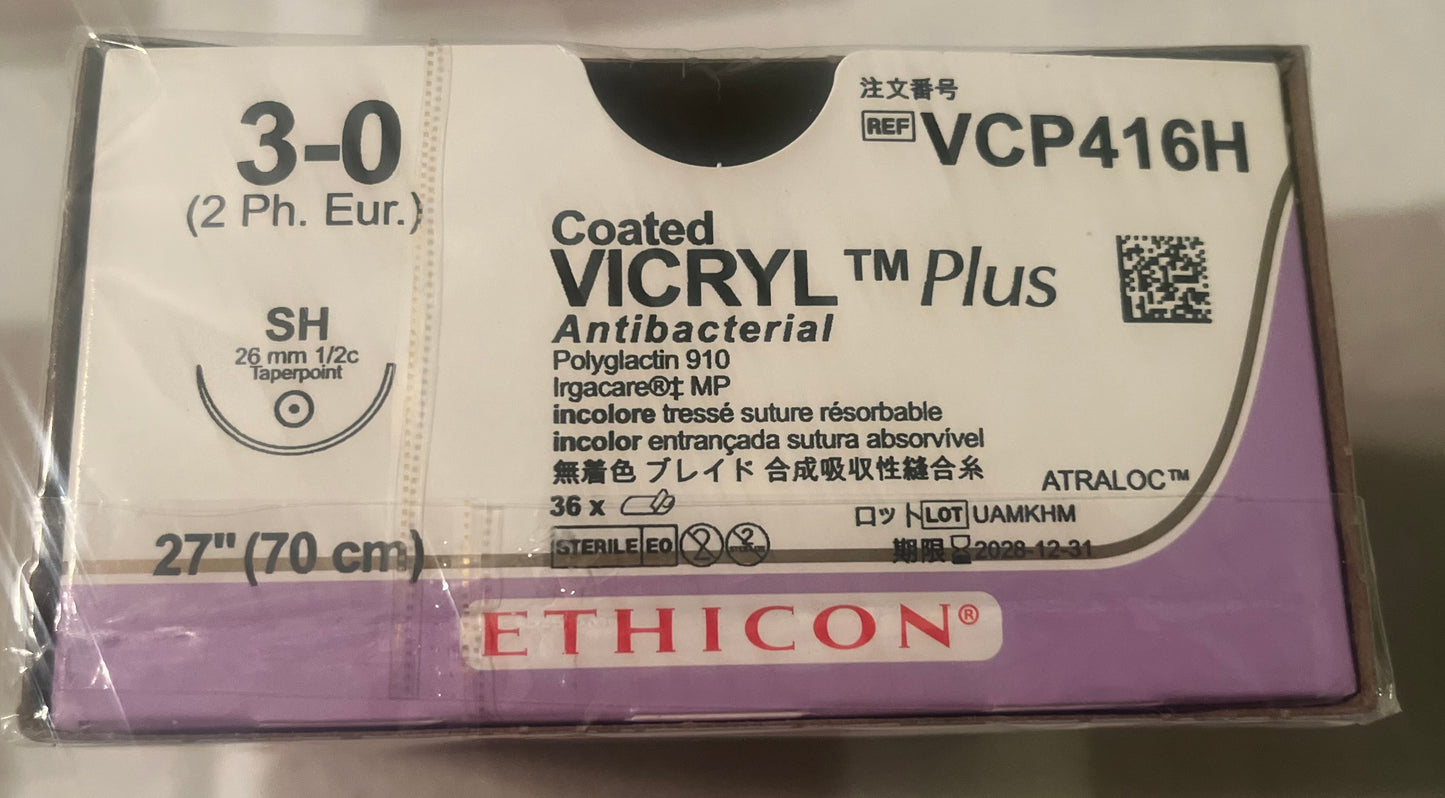 3-0
(2 Ph. Eur.)
SH
26 mm 1/2c
Taperpoint
27" (70 cm)
注文番号
REF VCP416H
Coated
VICRYL™ Plus
Antibacterial
Polyglactin 910
Irgacare®‡ MP
incolore tressé suture résorbable
incolor entrançada sutura absorvível
無着色 ブレイド 合成吸収性縫合糸
ATRALOC™
36 x
ロット LOT UAMKHM
STERILE EO 2 2
期限 2028-12-31
ETHICON®